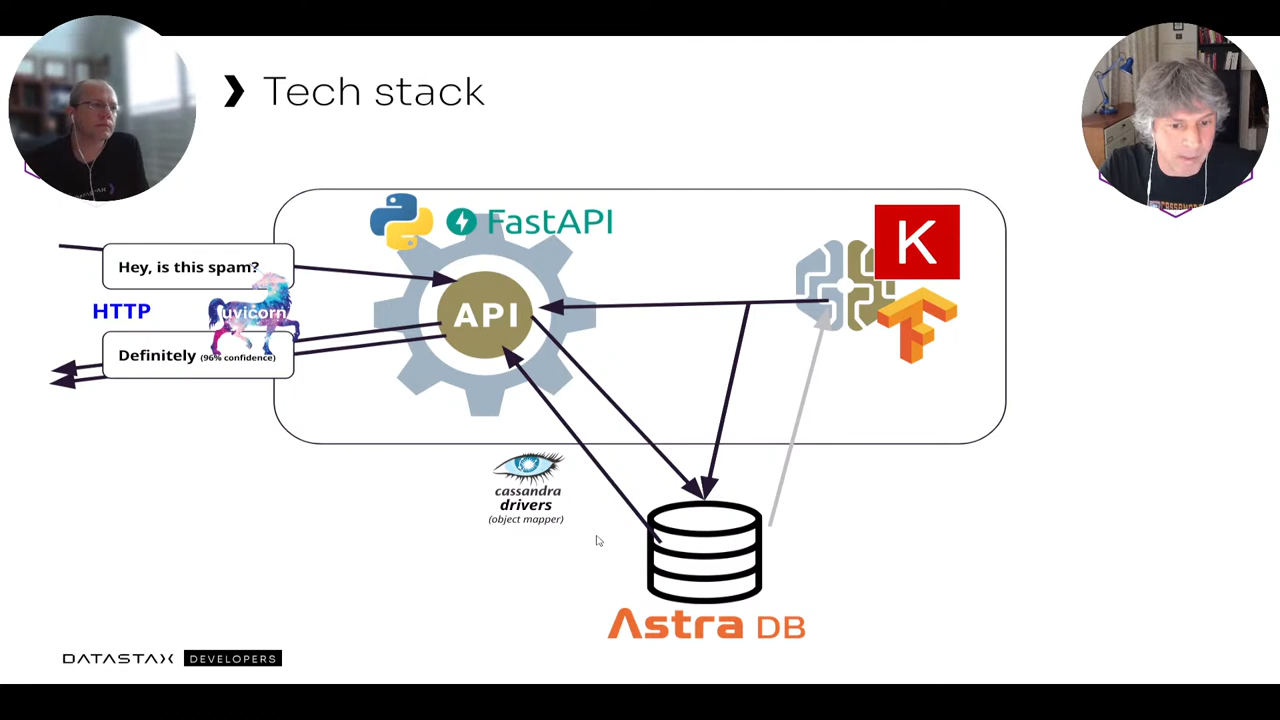 ❯ Tech stack
FastAPI
K
Hey, is this spam?
HTTP
uvicorn
API
Definitely (96% confidence)
cassandra
drivers
(object mapper)
Astra DB
DATASTAX DEVELOPERS